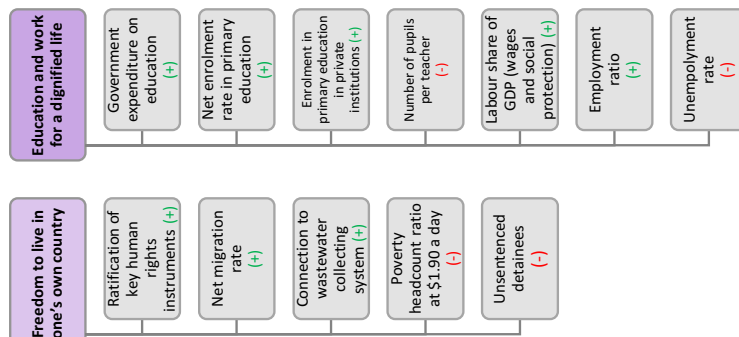 Education and work
for a dignified life
Government
expenditure on
education
(+)
Net enrolment
rate in primary
education
(+)
Enrolment in
primary education
in private
institutions (+)
Number of pupils
per teacher
(-)
Labour share of
GDP (wages
and social
protection) (+)
Employment
ratio
(+)
Unempolyment
rate
(-)
Freedom to live in
one's own country
Ratification of
key human
rights
instruments (+)
Net migration
rate
(+)
Connection to
wastewater
collecting
system (+)
Poverty
headcount ratio
at $1.90 a day
(-)
Unsentenced
detainees
(-)